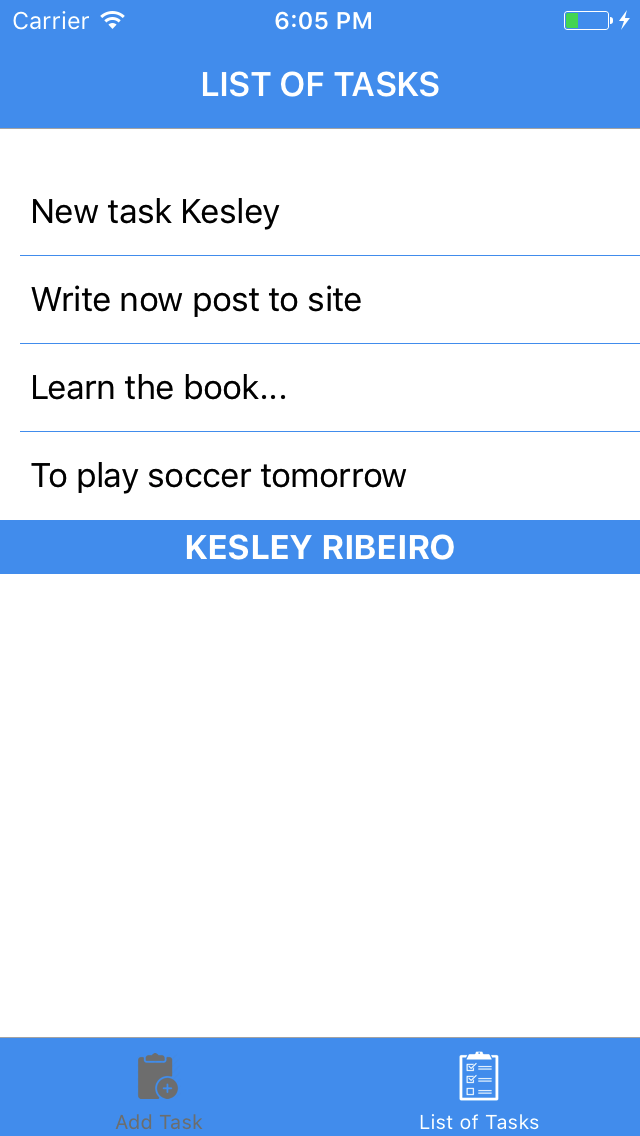 Carrier 6:05 PM
LIST OF TASKS
New task Kesley
Write now post to site
Learn the book...
To play soccer tomorrow
KESLEY RIBEIRO
Add Task List of Tasks